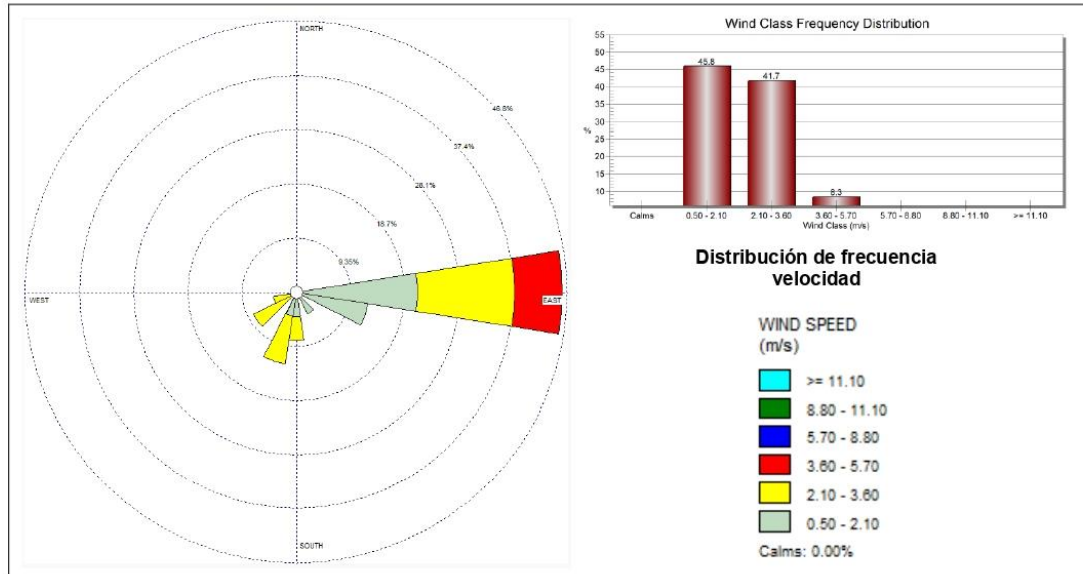 NORTH
46.8%
37.4%
28.1%
18.7%
9.35%
WEST
EAST
SOUTH
Wind Class Frequency Distribution
55
50
45
40
35
%
30
25
20
15
10
45.8
41.7
8.3
Calms
0.50 - 2.10
2.10 - 3.60
3.60 - 5.70
5.70 - 8.80
8.80 - 11.10
>= 11.10
Wind Class (m/s)
Distribución de frecuencia
velocidad
WIND SPEED
(m/s)
>= 11.10
8.80 - 11.10
5.70 - 8.80
3.60 - 5.70
2.10 - 3.60
0.50 - 2.10
Calms: 0.00%